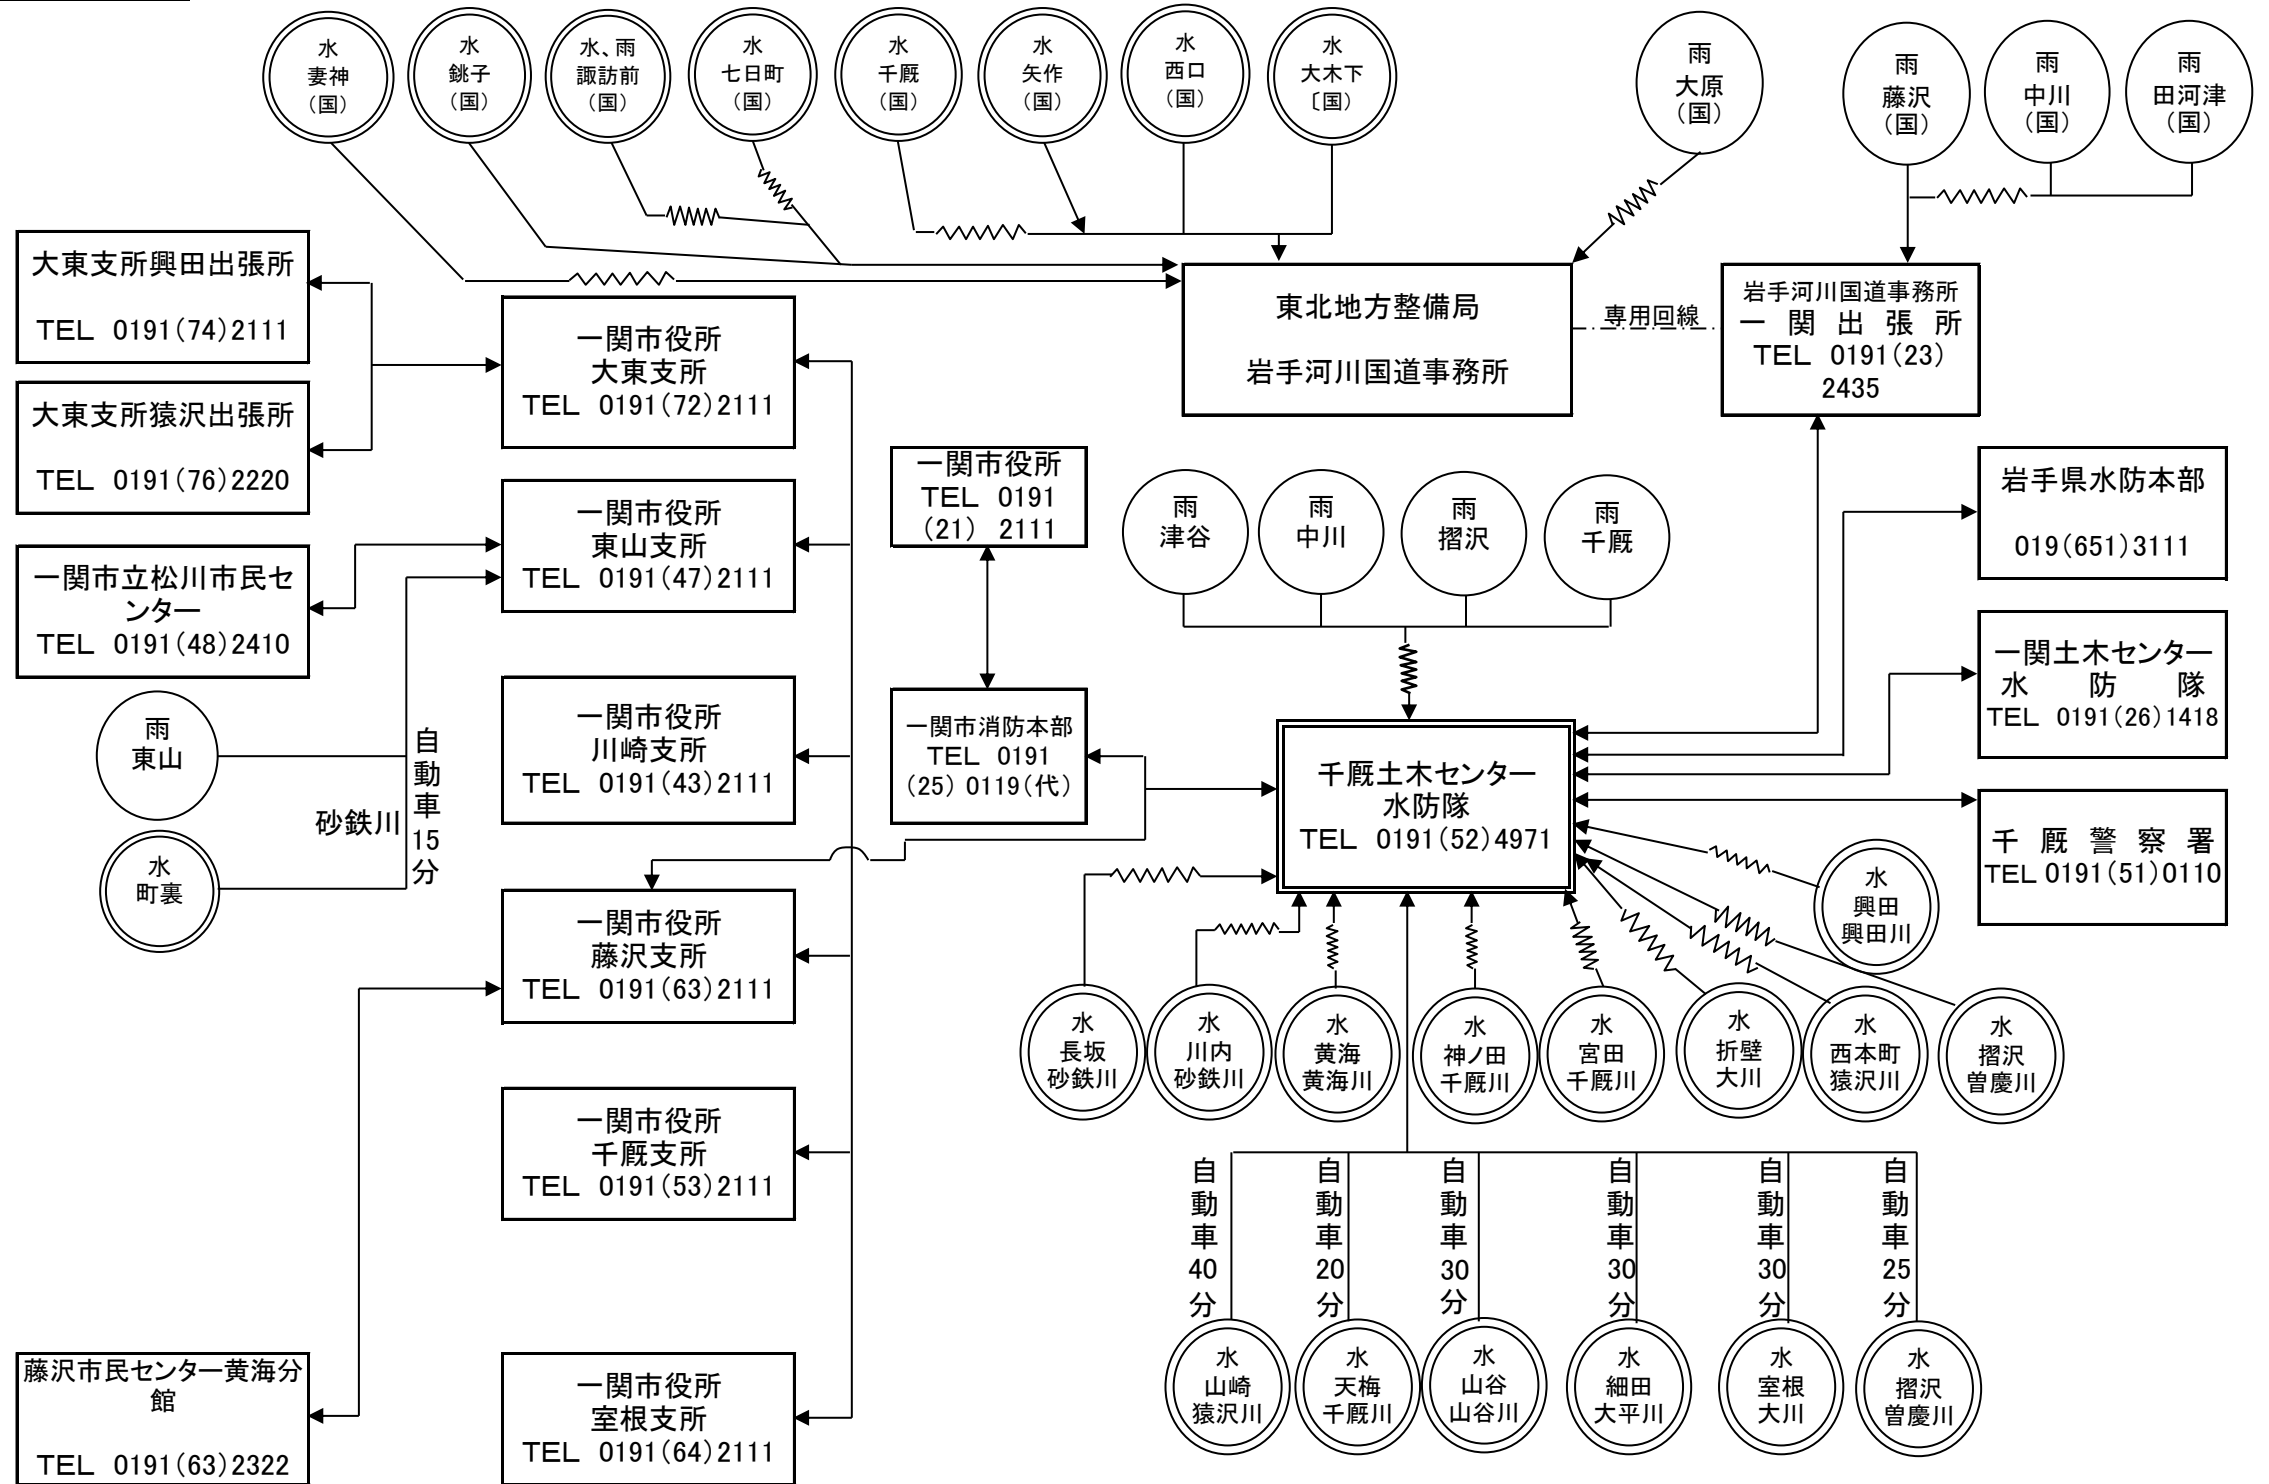 水
妻神
（国）
水
銚子
（国）
水、雨
諏訪前
（国）
水
七日町
（国）
水
千厩
（国）
水
矢作
（国）
水
西口
（国）
水
大木下
〔国）
雨
大原
（国）
雨
藤沢
（国）
雨
中川
（国）
雨
田河津
（国）
大東支所興田出張所
TEL 0191(74)2111
大東支所猿沢出張所
TEL 0191(76)2220
一関市立松川市民セ
ンター
TEL 0191(48)2410
雨
東山
水
町裏
砂鉄川
自動車15分
藤沢市民センター黄海分
館
TEL 0191(63)2322
一関市役所
大東支所
TEL 0191(72)2111
一関市役所
東山支所
TEL 0191(47)2111
一関市役所
川崎支所
TEL 0191(43)2111
一関市役所
藤沢支所
TEL 0191(63)2111
一関市役所
千厩支所
TEL 0191(53)2111
一関市役所
室根支所
TEL 0191(64)2111
一関市役所
TEL 0191
(21) 2111
一関市消防本部
TEL 0191
(25) 0119(代)
東北地方整備局
岩手河川国道事務所
専用回線
岩手河川国道事務所
一関出張所
TEL 0191(23)
2435
雨
津谷
雨
中川
雨
摺沢
雨
千厩
千厩土木センター
水防隊
TEL 0191(52)4971
岩手県水防本部
019(651)3111
一関土木センター
水防隊
TEL 0191(26)1418
千厩警察署
TEL 0191(51)0110
水
興田
興田川
水
長坂
砂鉄川
水
川内
砂鉄川
水
黄海
黄海川
水
神ノ田
千厩川
水
宮田
千厩川
水
折壁
大川
水
西本町
猿沢川
水
摺沢
曽慶川
自動車40分
自動車20分
自動車30分
自動車30分
自動車30分
自動車25分
水
山崎
猿沢川
水
天梅
千厩川
水
山谷
山谷川
水
細田
大平川
水
室根
大川
水
摺沢
曽慶川